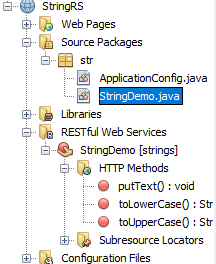 StringRS
Web Pages
Source Packages
str
ApplicationConfig.java
StringDemo.java
Libraries
RESTful Web Services
StringDemo [strings]
HTTP Methods
putText() : void
toLowerCase() : Str
toUpperCase() : Str
Subresource Locators
Configuration Files